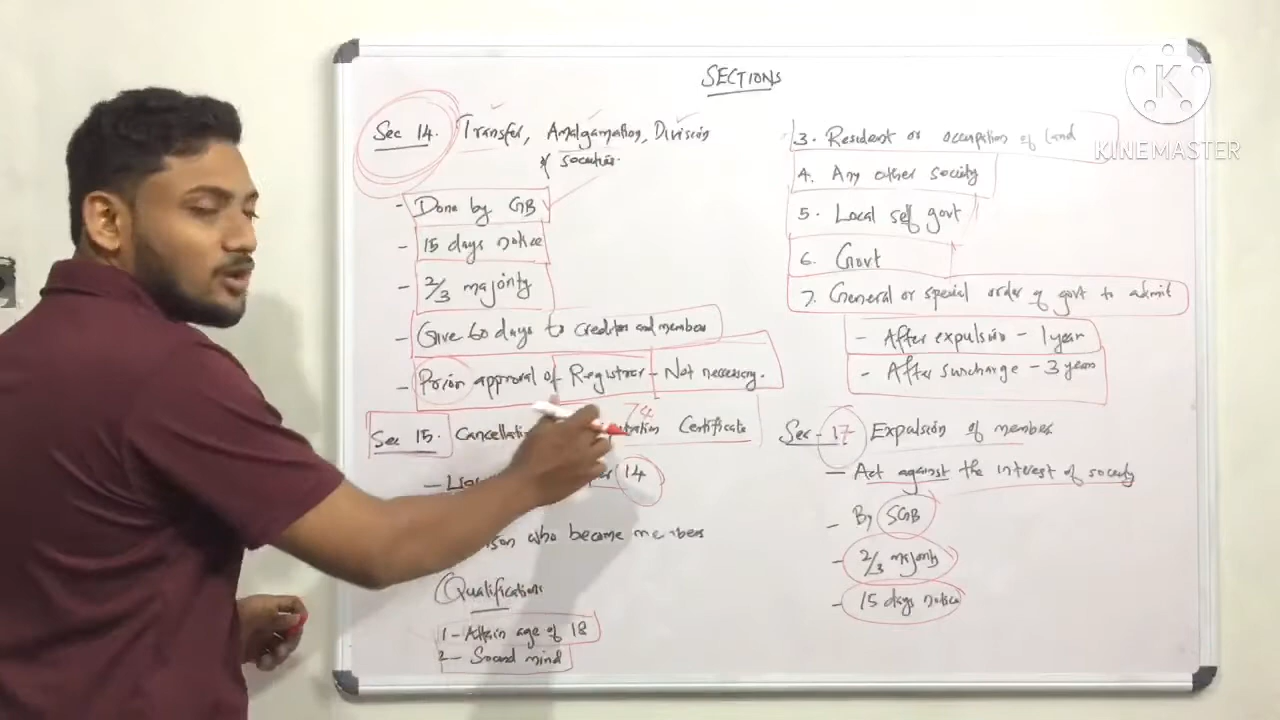 SECTIONS
Sec 14. Transfer, Amalgamation, Division
of societies.
- Done by GB
- 15 days notice
- 2/3 majority
- Give 60 days to creditors and members
- Prior approval of Registrar - Not necessary.
74
Sec 15. Certificate
14
who become members
Qualifications
1 - Attain age of 18
2 - Sound mind
3. Resident or occupation of land
4. Any other society
5. Local self govt
6. Govt
7. General or special order of govt to admit
- After expulsion - 1 year
- After surcharge - 3 years
Sec - 17 Expulsion of member
- Act against the interest of society
- By SGB
- 2/3 majority
- 15 days notice
K
KINEMASTER